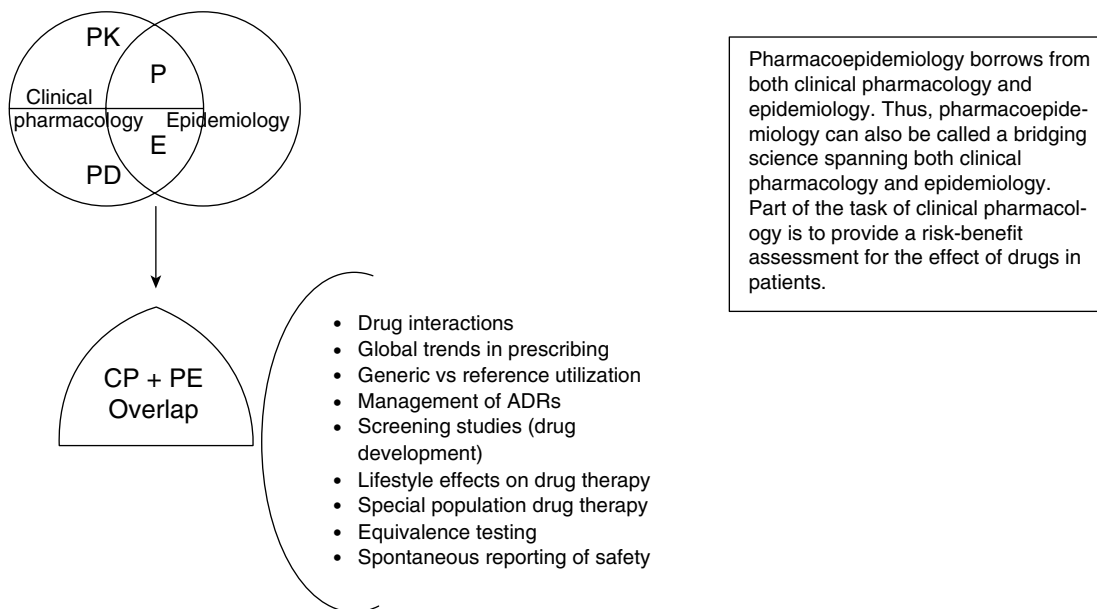 PK
P
Clinical
pharmacology
Epidemiology
E
PD
CP + PE
Overlap
• Drug interactions
• Global trends in prescribing
• Generic vs reference utilization
• Management of ADRs
• Screening studies (drug
development)
• Lifestyle effects on drug therapy
• Special population drug therapy
• Equivalence testing
• Spontaneous reporting of safety
Pharmacoepidemiology borrows from
both clinical pharmacology and
epidemiology. Thus, pharmacoepide-
miology can also be called a bridging
science spanning both clinical
pharmacology and epidemiology.
Part of the task of clinical pharmacol-
ogy is to provide a risk-benefit
assessment for the effect of drugs in
patients.